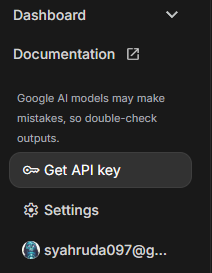 Dashboard
Documentation
Google AI models may make
mistakes, so double-check
outputs.
Get API key
Settings
syahruda097@g...